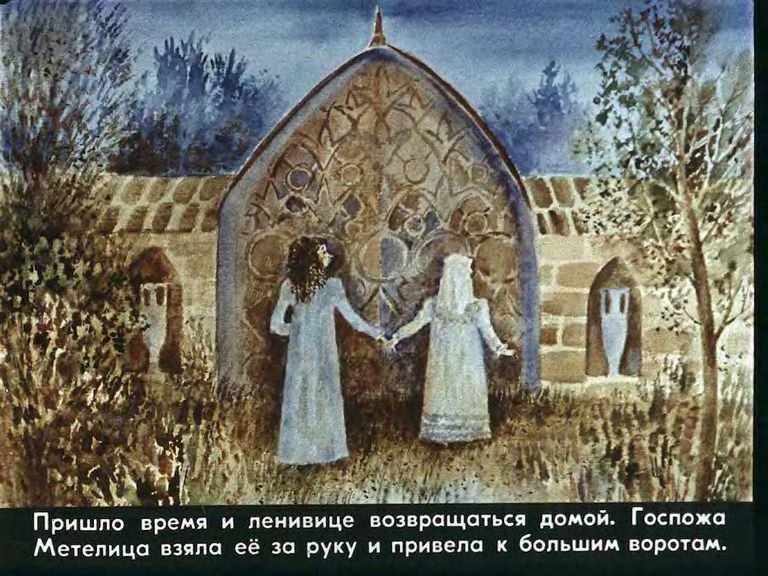 Пришло время и ленивице возвращаться домой. Госпожа
Метелица взяла её за руку и привела к большим воротам.